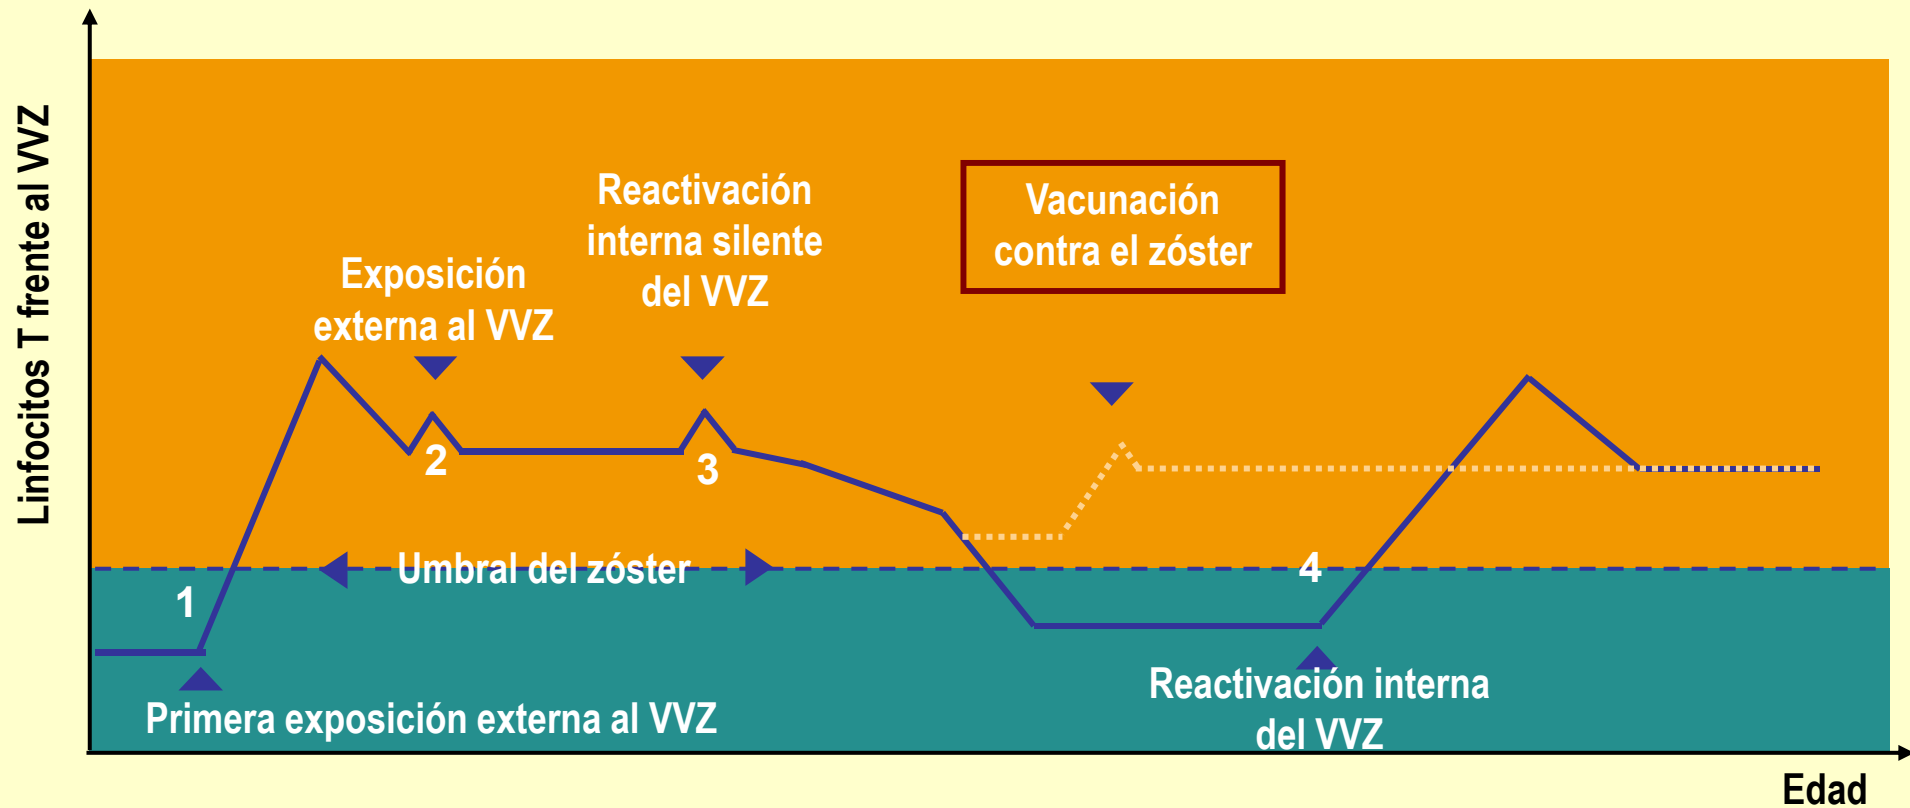 Linfocitos T frente al VVZ
Reactivación
interna silente
del VVZ
Vacunación
contra el zóster
Exposición
externa al VVZ
2
3
Umbral del zóster
4
1
Reactivación interna
del VVZ
Primera exposición externa al VVZ
Edad